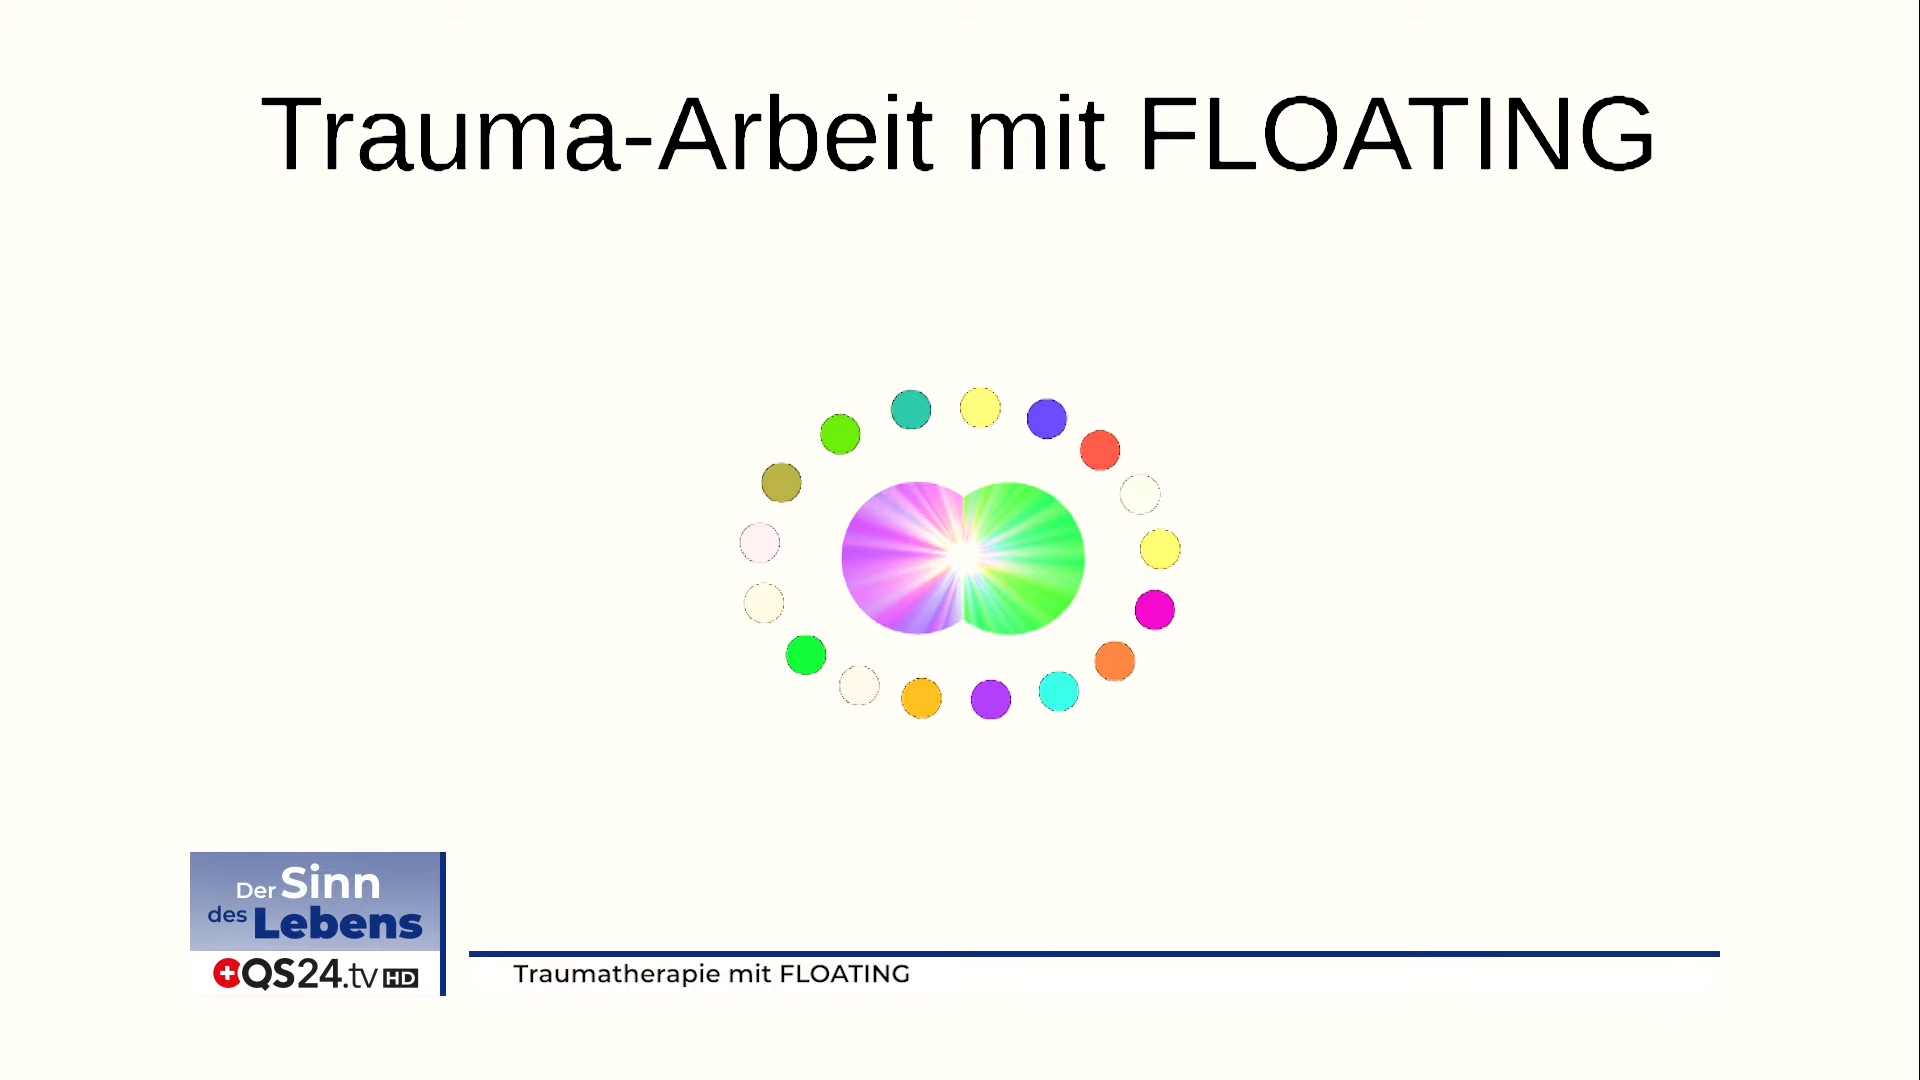 Trauma-Arbeit mit FLOATING
Der Sinn
des Lebens
QS24.tv HD
Traumatherapie mit FLOATING